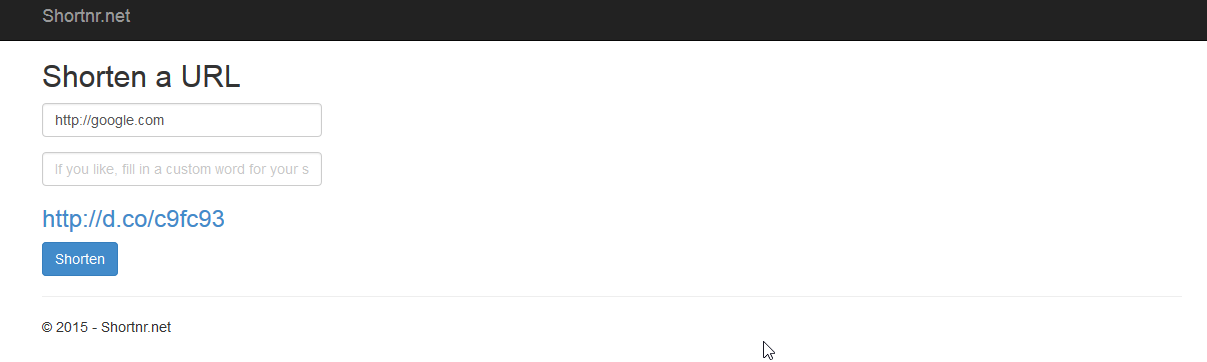 Shortnr.net
Shorten a URL
http://google.com
If you like, fill in a custom word for your s
http://d.co/c9fc93
Shorten
© 2015 - Shortnr.net